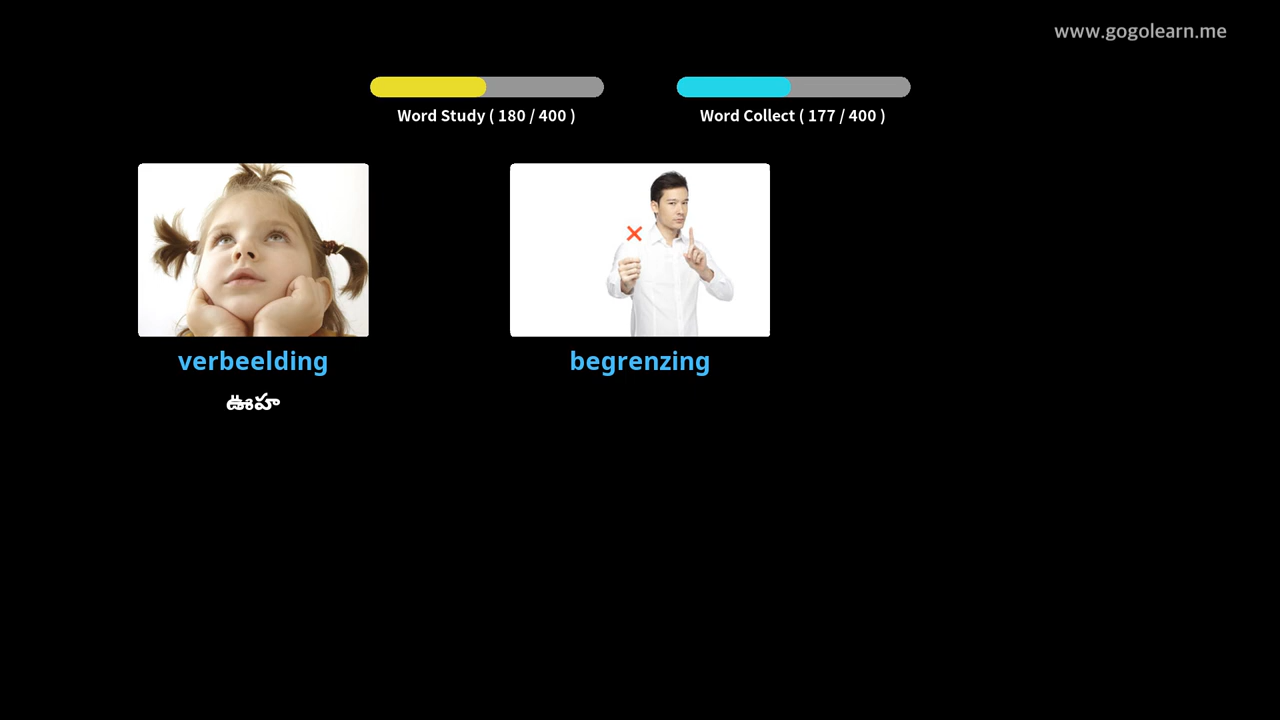 www.gogolearn.me
Word Study ( 180 / 400 )
Word Collect ( 177 / 400 )
verbeelding
begrenzing
ఊహ